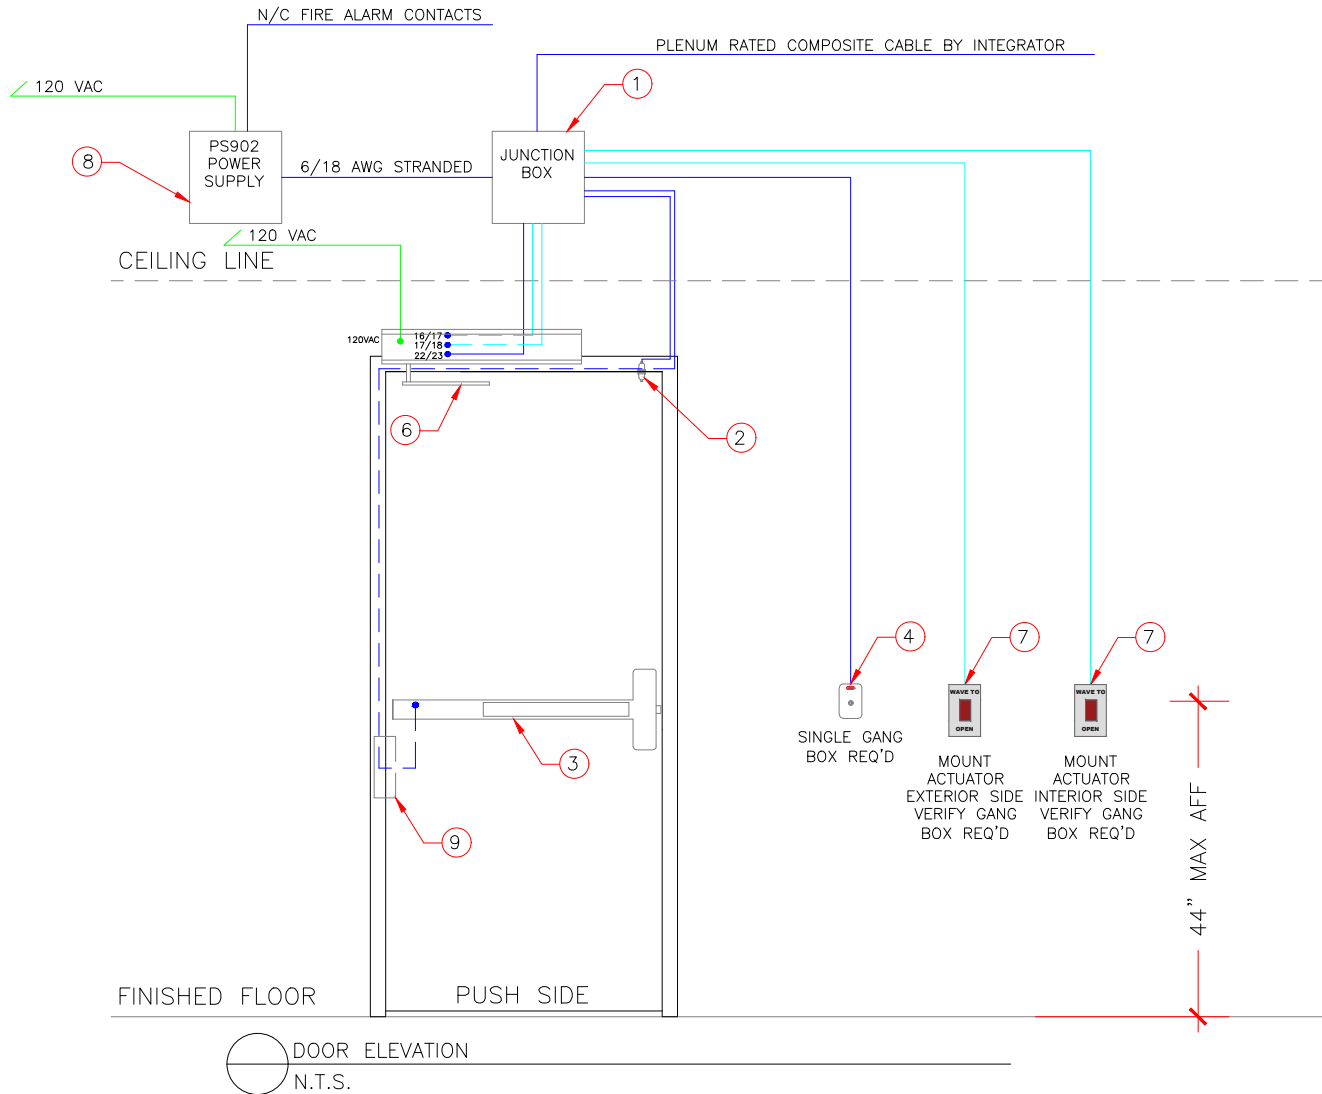 N/C FIRE ALARM CONTACTS
PLENUM RATED COMPOSITE CABLE BY INTEGRATOR
120 VAC
1
PS902
POWER
SUPPLY
8
6/18 AWG STRANDED
JUNCTION
BOX
120 VAC
CEILING LINE
120VAC
16/17
17/18
22/23
6
2
4
7
7
WAVE TO
OPEN
WAVE TO
OPEN
SINGLE GANG
BOX REQ'D
MOUNT
ACTUATOR
EXTERIOR SIDE
VERIFY GANG
BOX REQ'D
MOUNT
ACTUATOR
INTERIOR SIDE
VERIFY GANG
BOX REQ'D
3
9
44" MAX AFF
FINISHED FLOOR
PUSH SIDE
DOOR ELEVATION
N.T.S.